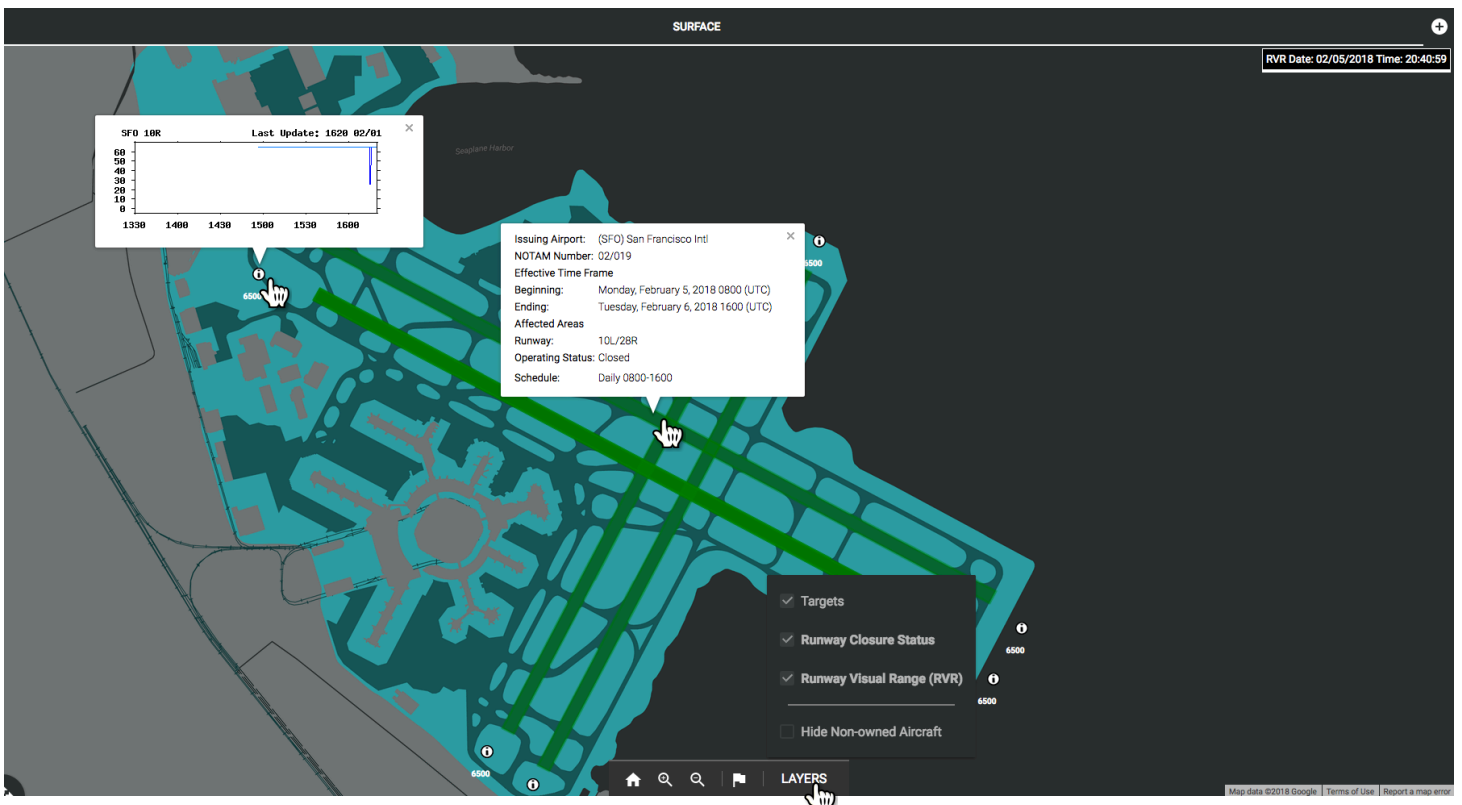 SURFACE
RVR Date: 02/05/2018 Time: 20:40:59
SFO 10R Last Update: 1620 02/01
60
50
40
30
20
10
0
1330 1400 1430 1500 1530 1600
Seaplane Harbor
6500
Issuing Airport: (SFO) San Francisco Intl
NOTAM Number: 02/019
Effective Time Frame
Beginning: Monday, February 5, 2018 0800 (UTC)
Ending: Tuesday, February 6, 2018 1600 (UTC)
Affected Areas
Runway: 10L/28R
Operating Status: Closed
Schedule: Daily 0800-1600
6500
Targets
Runway Closure Status
Runway Visual Range (RVR)
Hide Non-owned Aircraft
6500
6500
6500
LAYERS
Map data ©2018 Google Terms of Use Report a map error